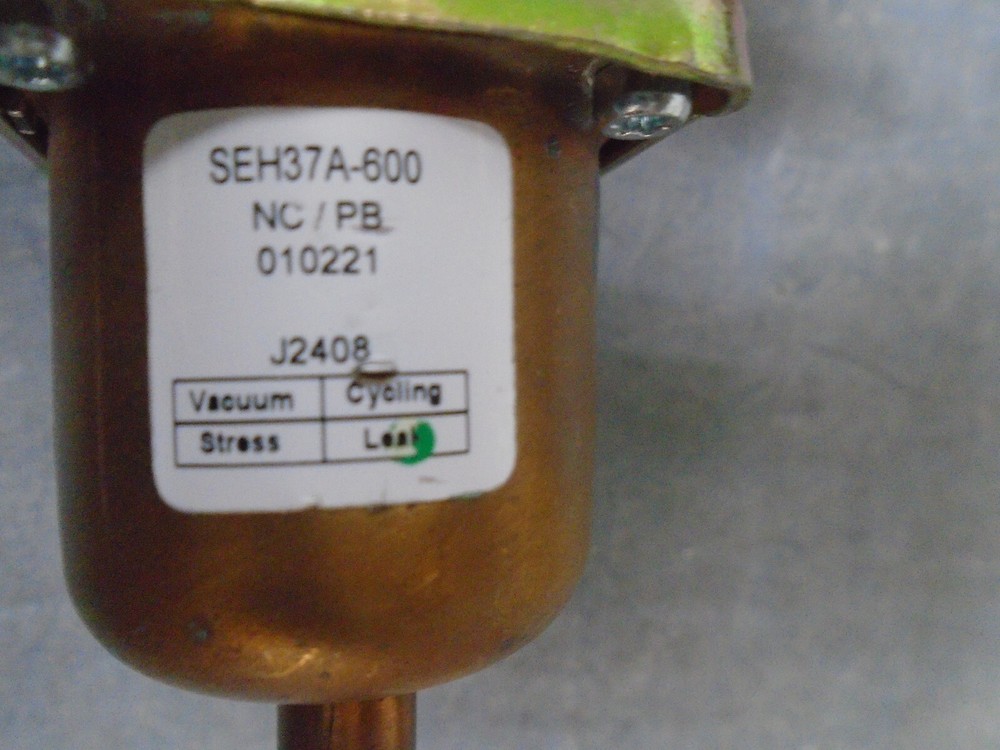 SEH37A-600
NC / PB
010221
J2408
Vacuum Cycling
Stress Leak